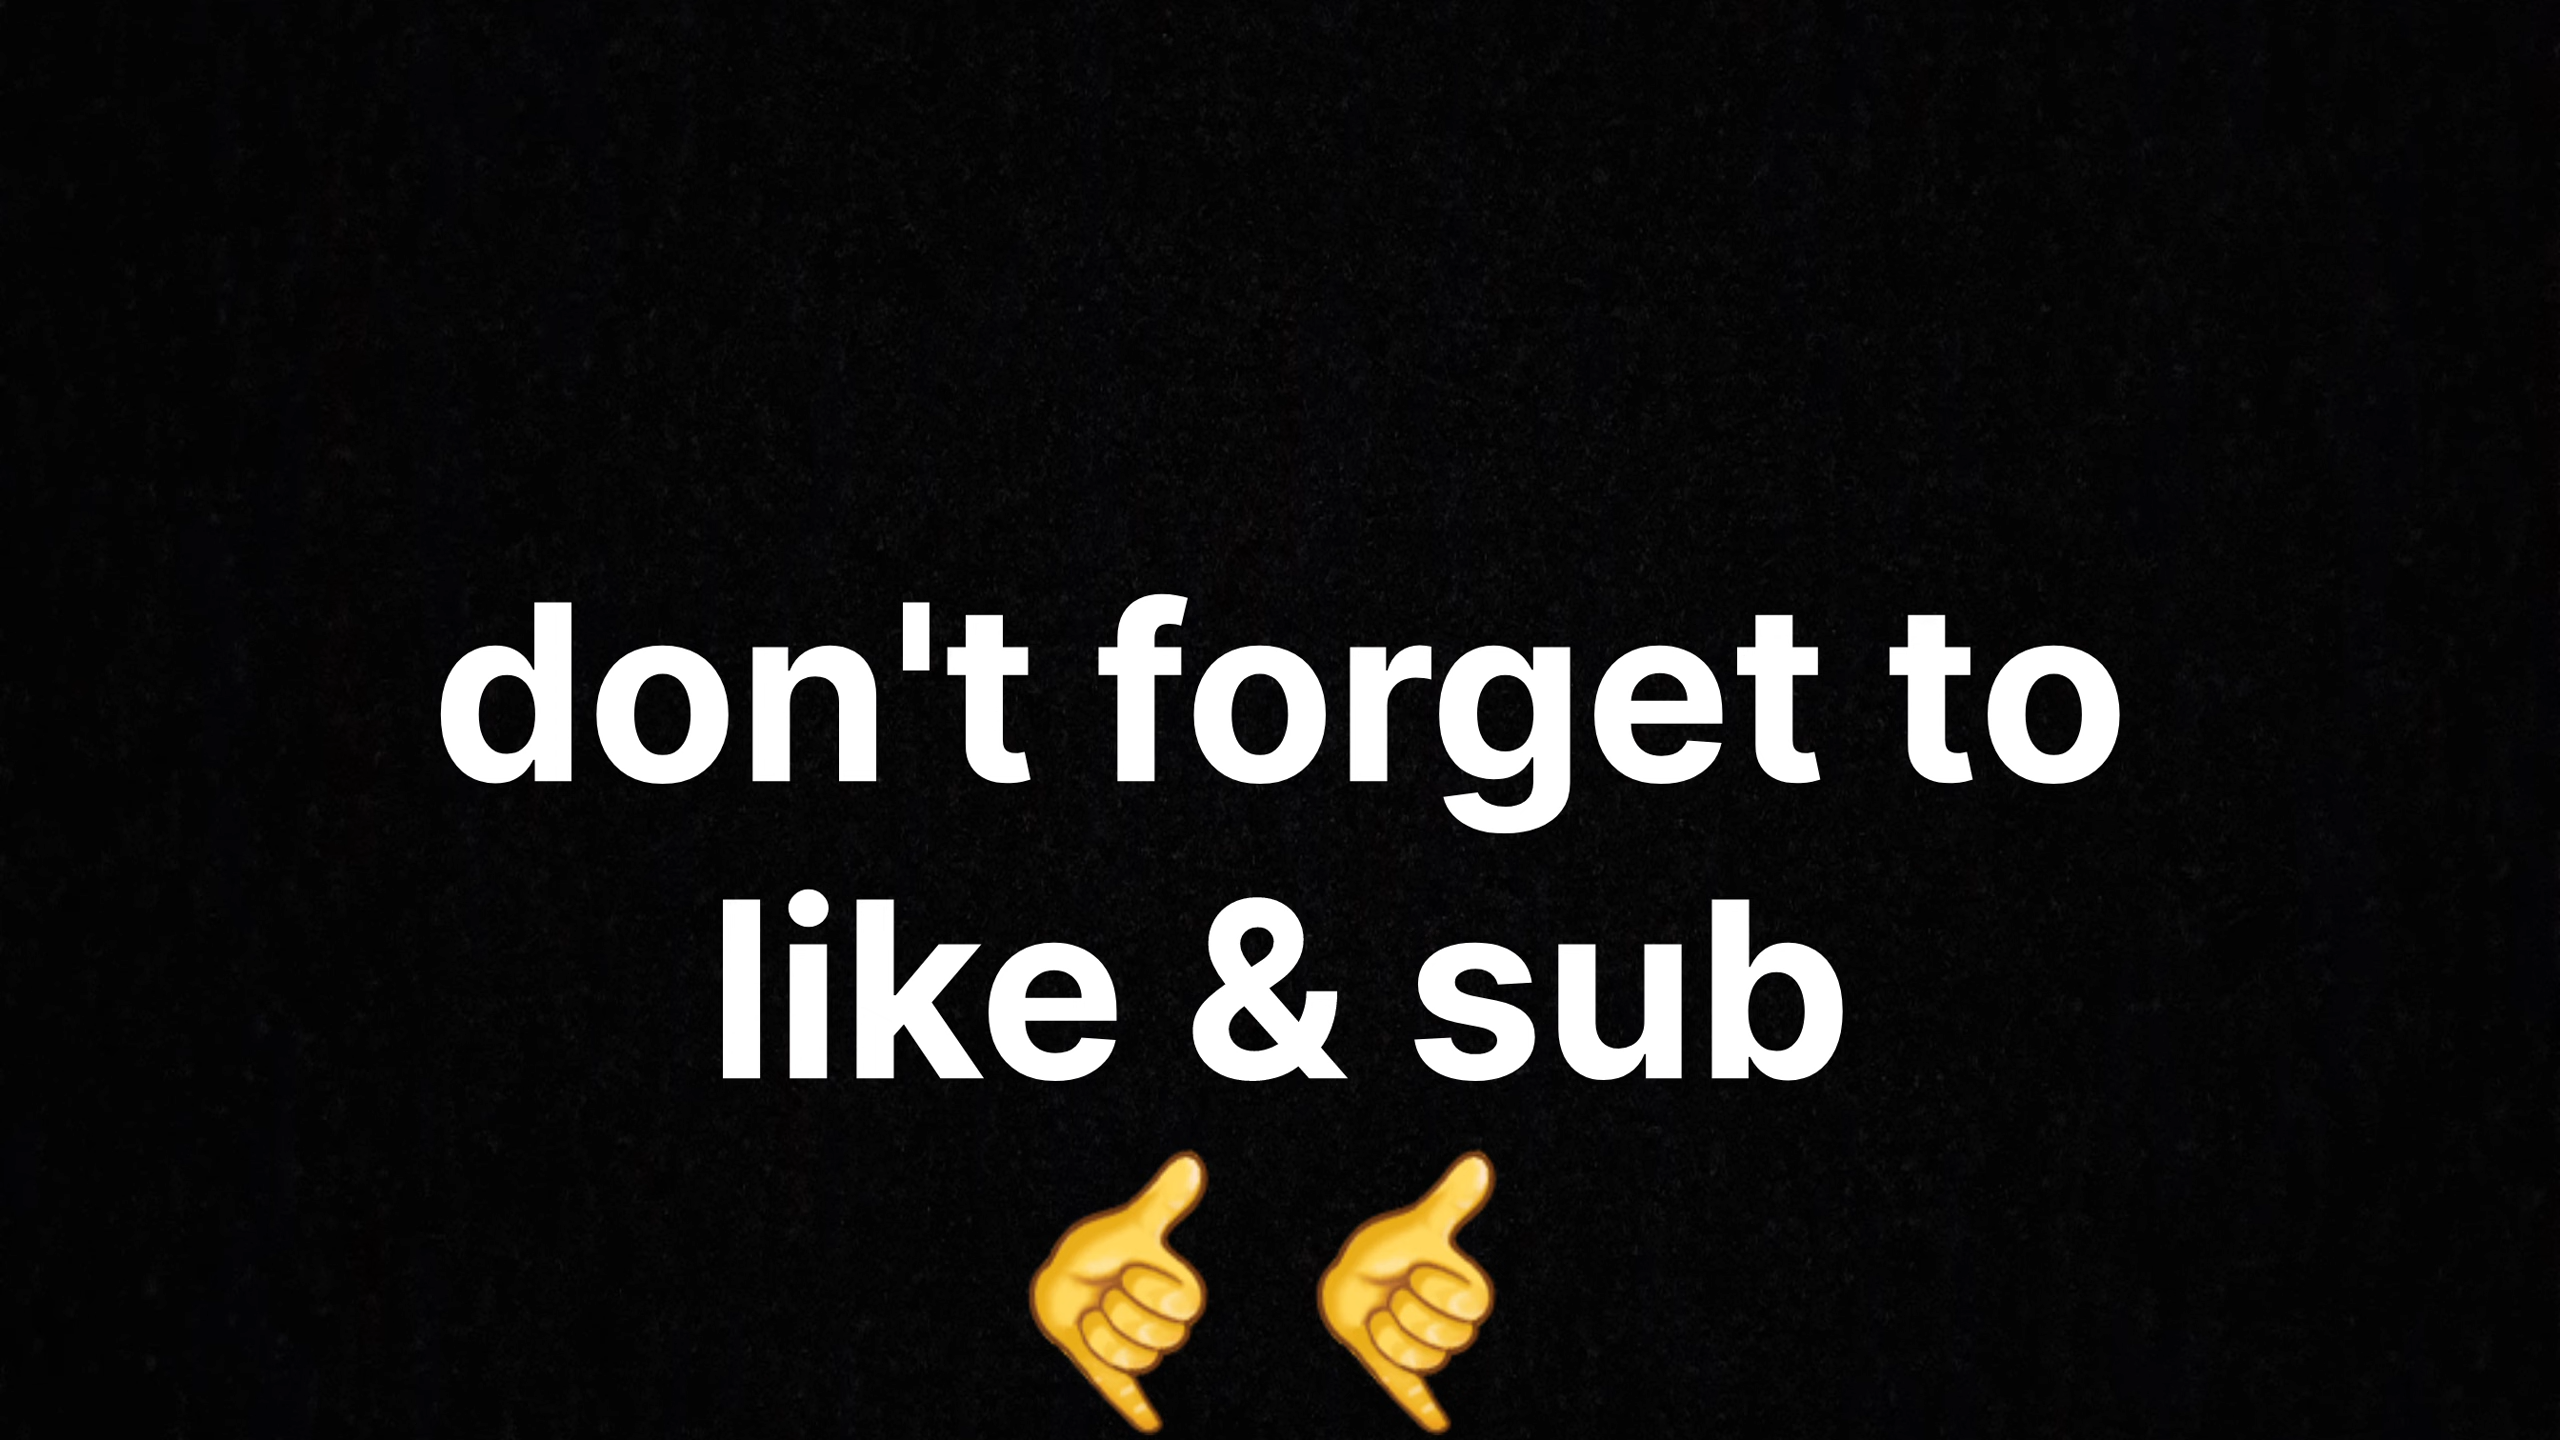 don't forget to
like & sub
🤙 🤙